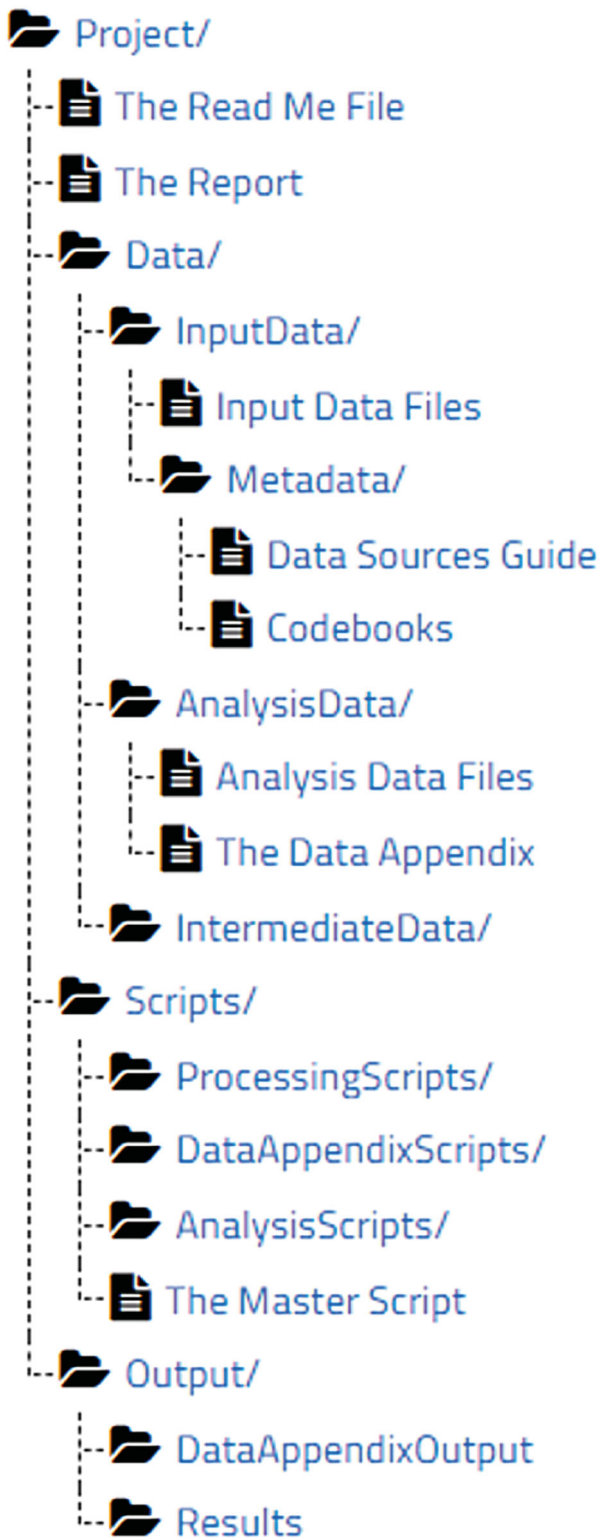 Project/
The Read Me File
The Report
Data/
InputData/
Input Data Files
Metadata/
Data Sources Guide
Codebooks
AnalysisData/
Analysis Data Files
The Data Appendix
IntermediateData/
Scripts/
ProcessingScripts/
DataAppendixScripts/
AnalysisScripts/
The Master Script
Output/
DataAppendixOutput
Results